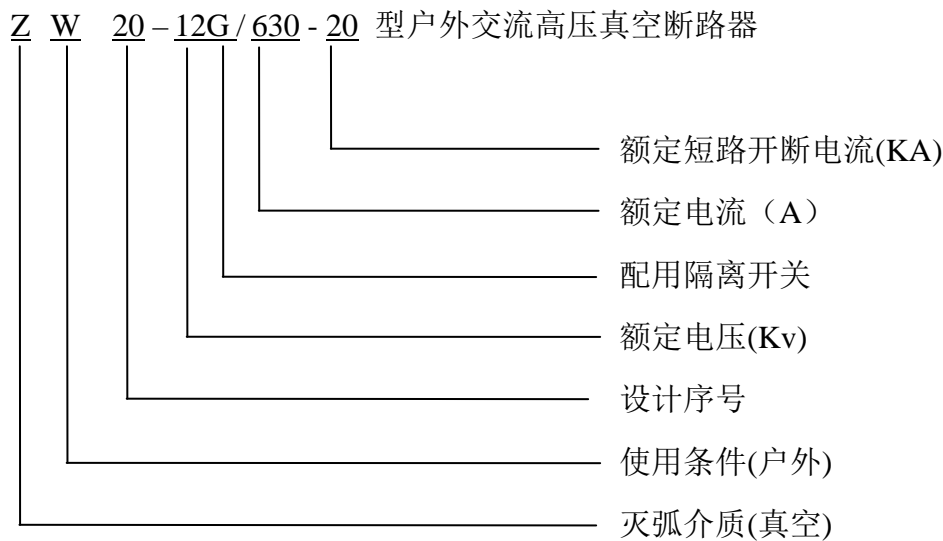 Z W 20 – 12G / 630 - 20 型户外交流高压真空断路器
额定短路开断电流(KA)
额定电流（A）
配用隔离开关
额定电压(Kv)
设计序号
使用条件(户外)
灭弧介质(真空)